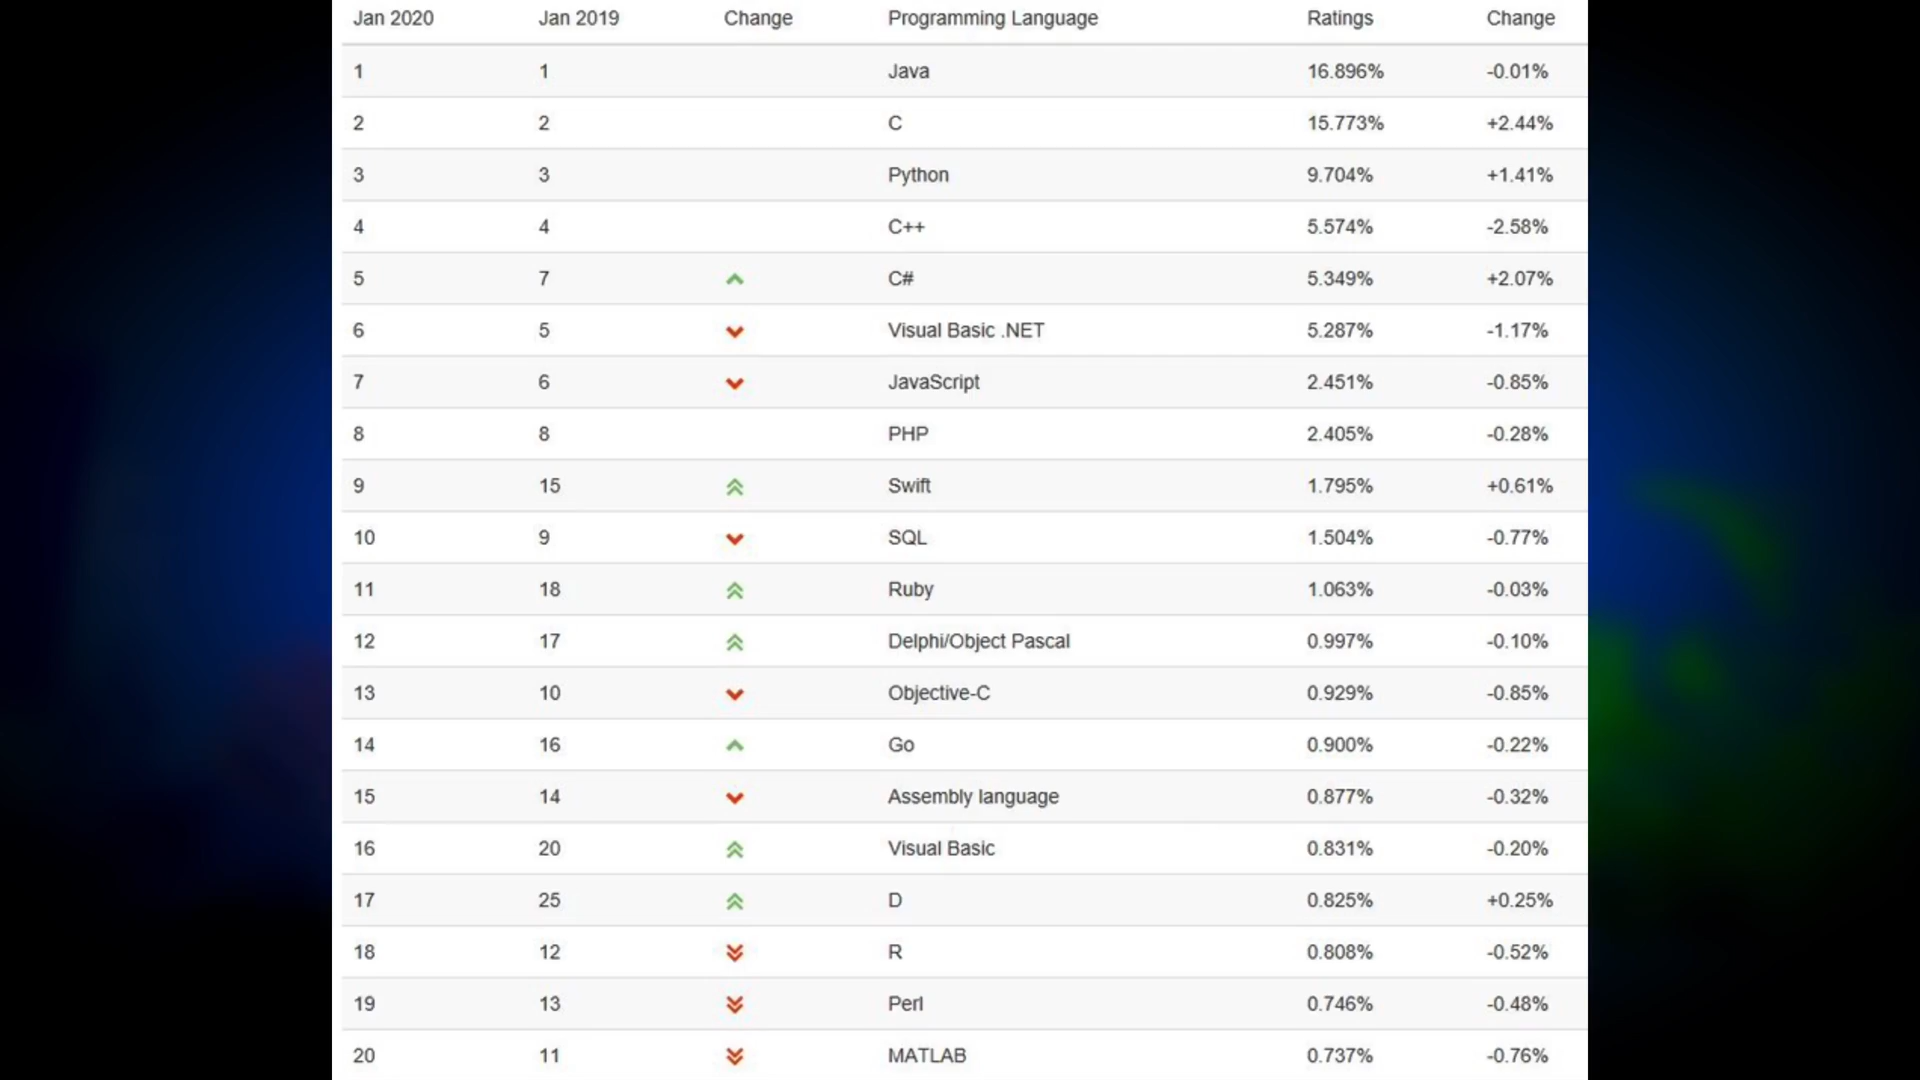 Jan 2020 Jan 2019 Change Programming Language Ratings Change
1 1 Java 16.896% -0.01%
2 2 C 15.773% +2.44%
3 3 Python 9.704% +1.41%
4 4 C++ 5.574% -2.58%
5 7 C# 5.349% +2.07%
6 5 Visual Basic .NET 5.287% -1.17%
7 6 JavaScript 2.451% -0.85%
8 8 PHP 2.405% -0.28%
9 15 Swift 1.795% +0.61%
10 9 SQL 1.504% -0.77%
11 18 Ruby 1.063% -0.03%
12 17 Delphi/Object Pascal 0.997% -0.10%
13 10 Objective-C 0.929% -0.85%
14 16 Go 0.900% -0.22%
15 14 Assembly language 0.877% -0.32%
16 20 Visual Basic 0.831% -0.20%
17 25 D 0.825% +0.25%
18 12 R 0.808% -0.52%
19 13 Perl 0.746% -0.48%
20 11 MATLAB 0.737% -0.76%